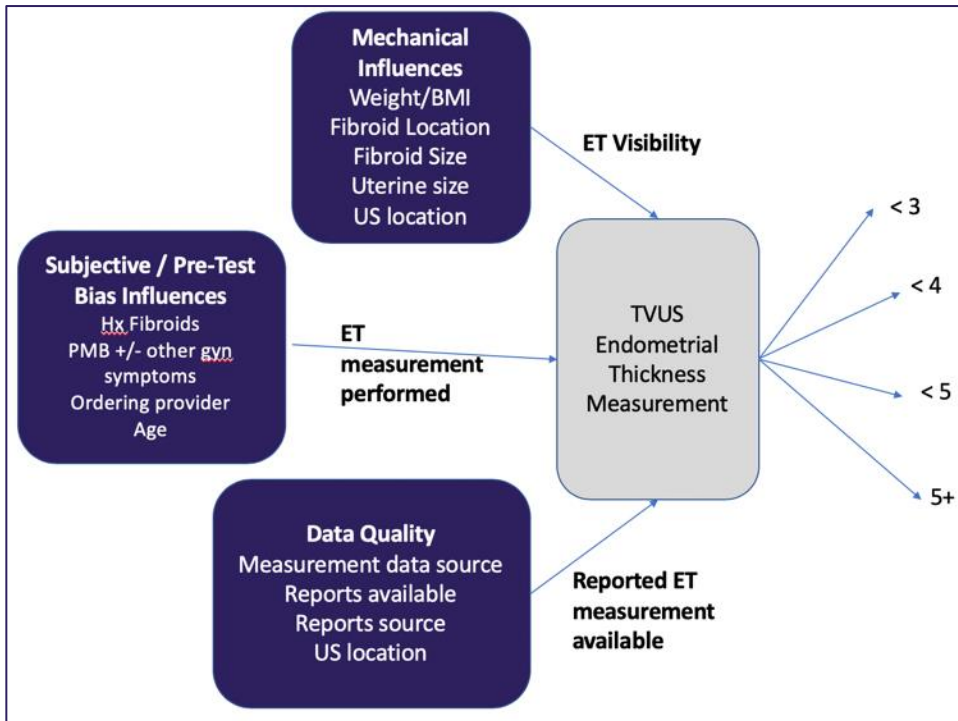 Mechanical
Influences
Weight/BMI
Fibroid Location
Fibroid Size
Uterine size
US location
ET Visibility
Subjective / Pre-Test
Bias Influences
Hx Fibroids
PMB +/- other gyn
symptoms
Ordering provider
Age
ET
measurement
performed
TVUS
Endometrial
Thickness
Measurement
< 3
< 4
< 5
5+
Data Quality
Measurement data source
Reports available
Reports source
US location
Reported ET
measurement
available